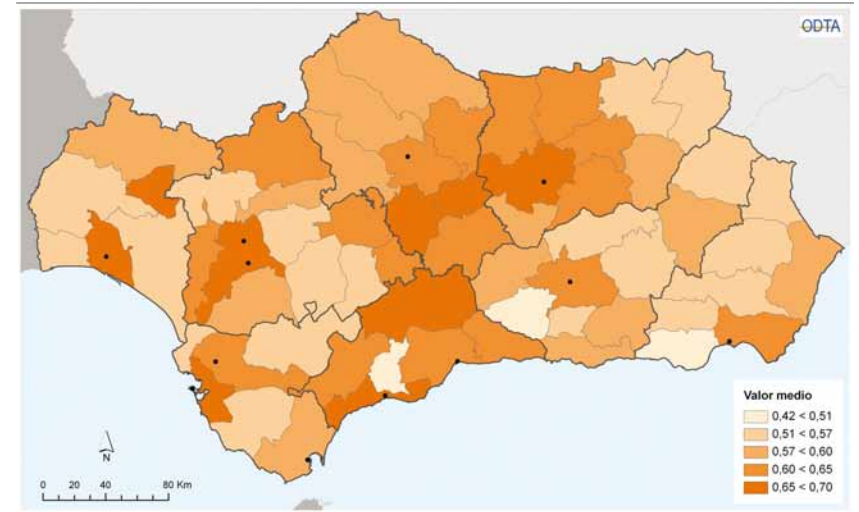 ODTA
Valor medio
0,42 < 0,51
0,51 < 0,57
0,57 < 0,60
0,60 < 0,65
0,65 < 0,70
N
0 20 40 80 Km